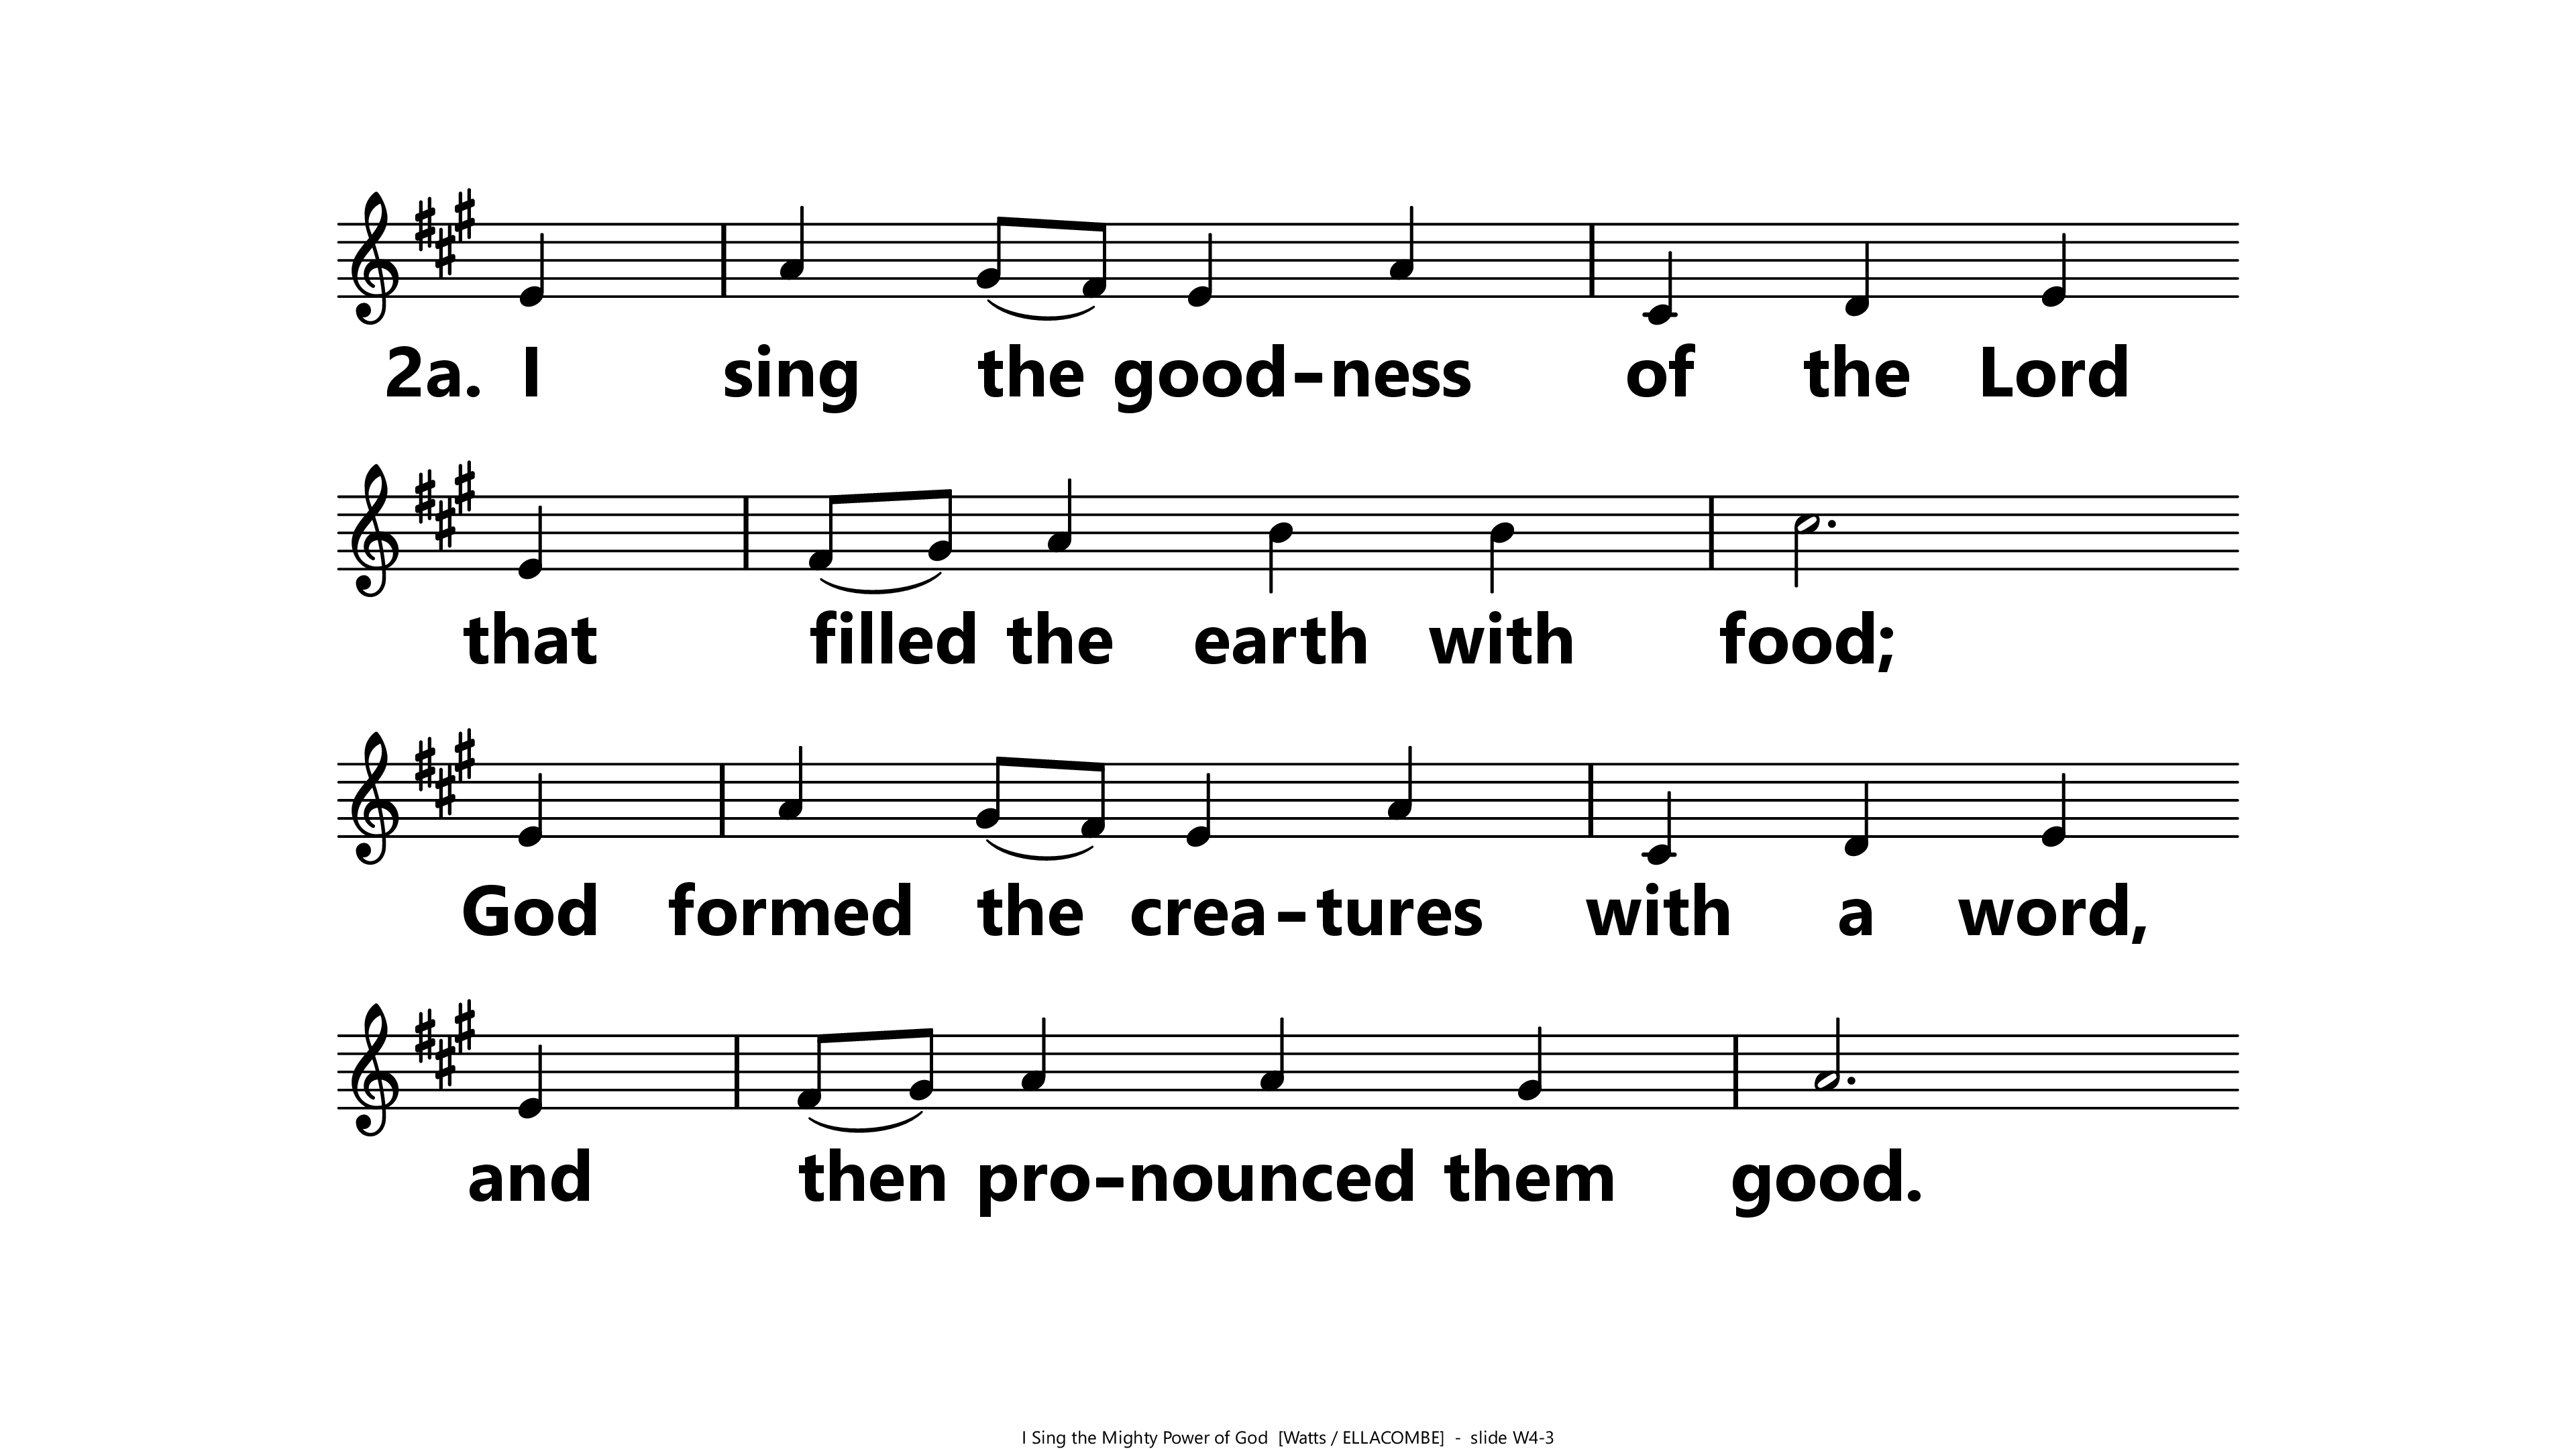 2a. I sing the good-ness of the Lord
that filled the earth with food;
God formed the crea-tures with a word,
and then pro-nounced them good.
I Sing the Mighty Power of God [Watts / ELLACOMBE] - slide W4-3